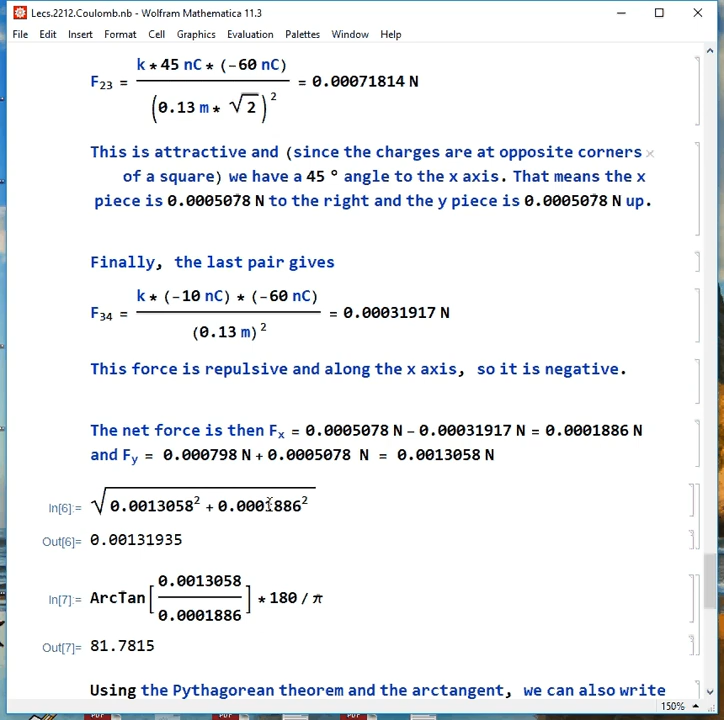 Lecs.2212.Coulomb.nb - Wolfram Mathematica 11.3
File Edit Insert Format Cell Graphics Evaluation Palettes Window Help
F₂₃ = k * 45 nC * (-60 nC) / (0.13 m * √2)² = 0.00071814 N
This is attractive and (since the charges are at opposite corners
of a square) we have a 45 ° angle to the x axis. That means the x
piece is 0.0005078 N to the right and the y piece is 0.0005078 N up.
Finally, the last pair gives
F₃₄ = k * (-10 nC) * (-60 nC) / (0.13 m)² = 0.00031917 N
This force is repulsive and along the x axis, so it is negative.
The net force is then Fₓ = 0.0005078 N - 0.00031917 N = 0.0001886 N
and Fᵧ = 0.000798 N + 0.0005078 N = 0.0013058 N
In[6]:= √(0.0013058² + 0.0001886²)
Out[6]= 0.00131935
In[7]:= ArcTan[0.0013058 / 0.0001886] * 180 / π
Out[7]= 81.7815
Using the Pythagorean theorem and the arctangent, we can also write
150%
PDF PDF PDF